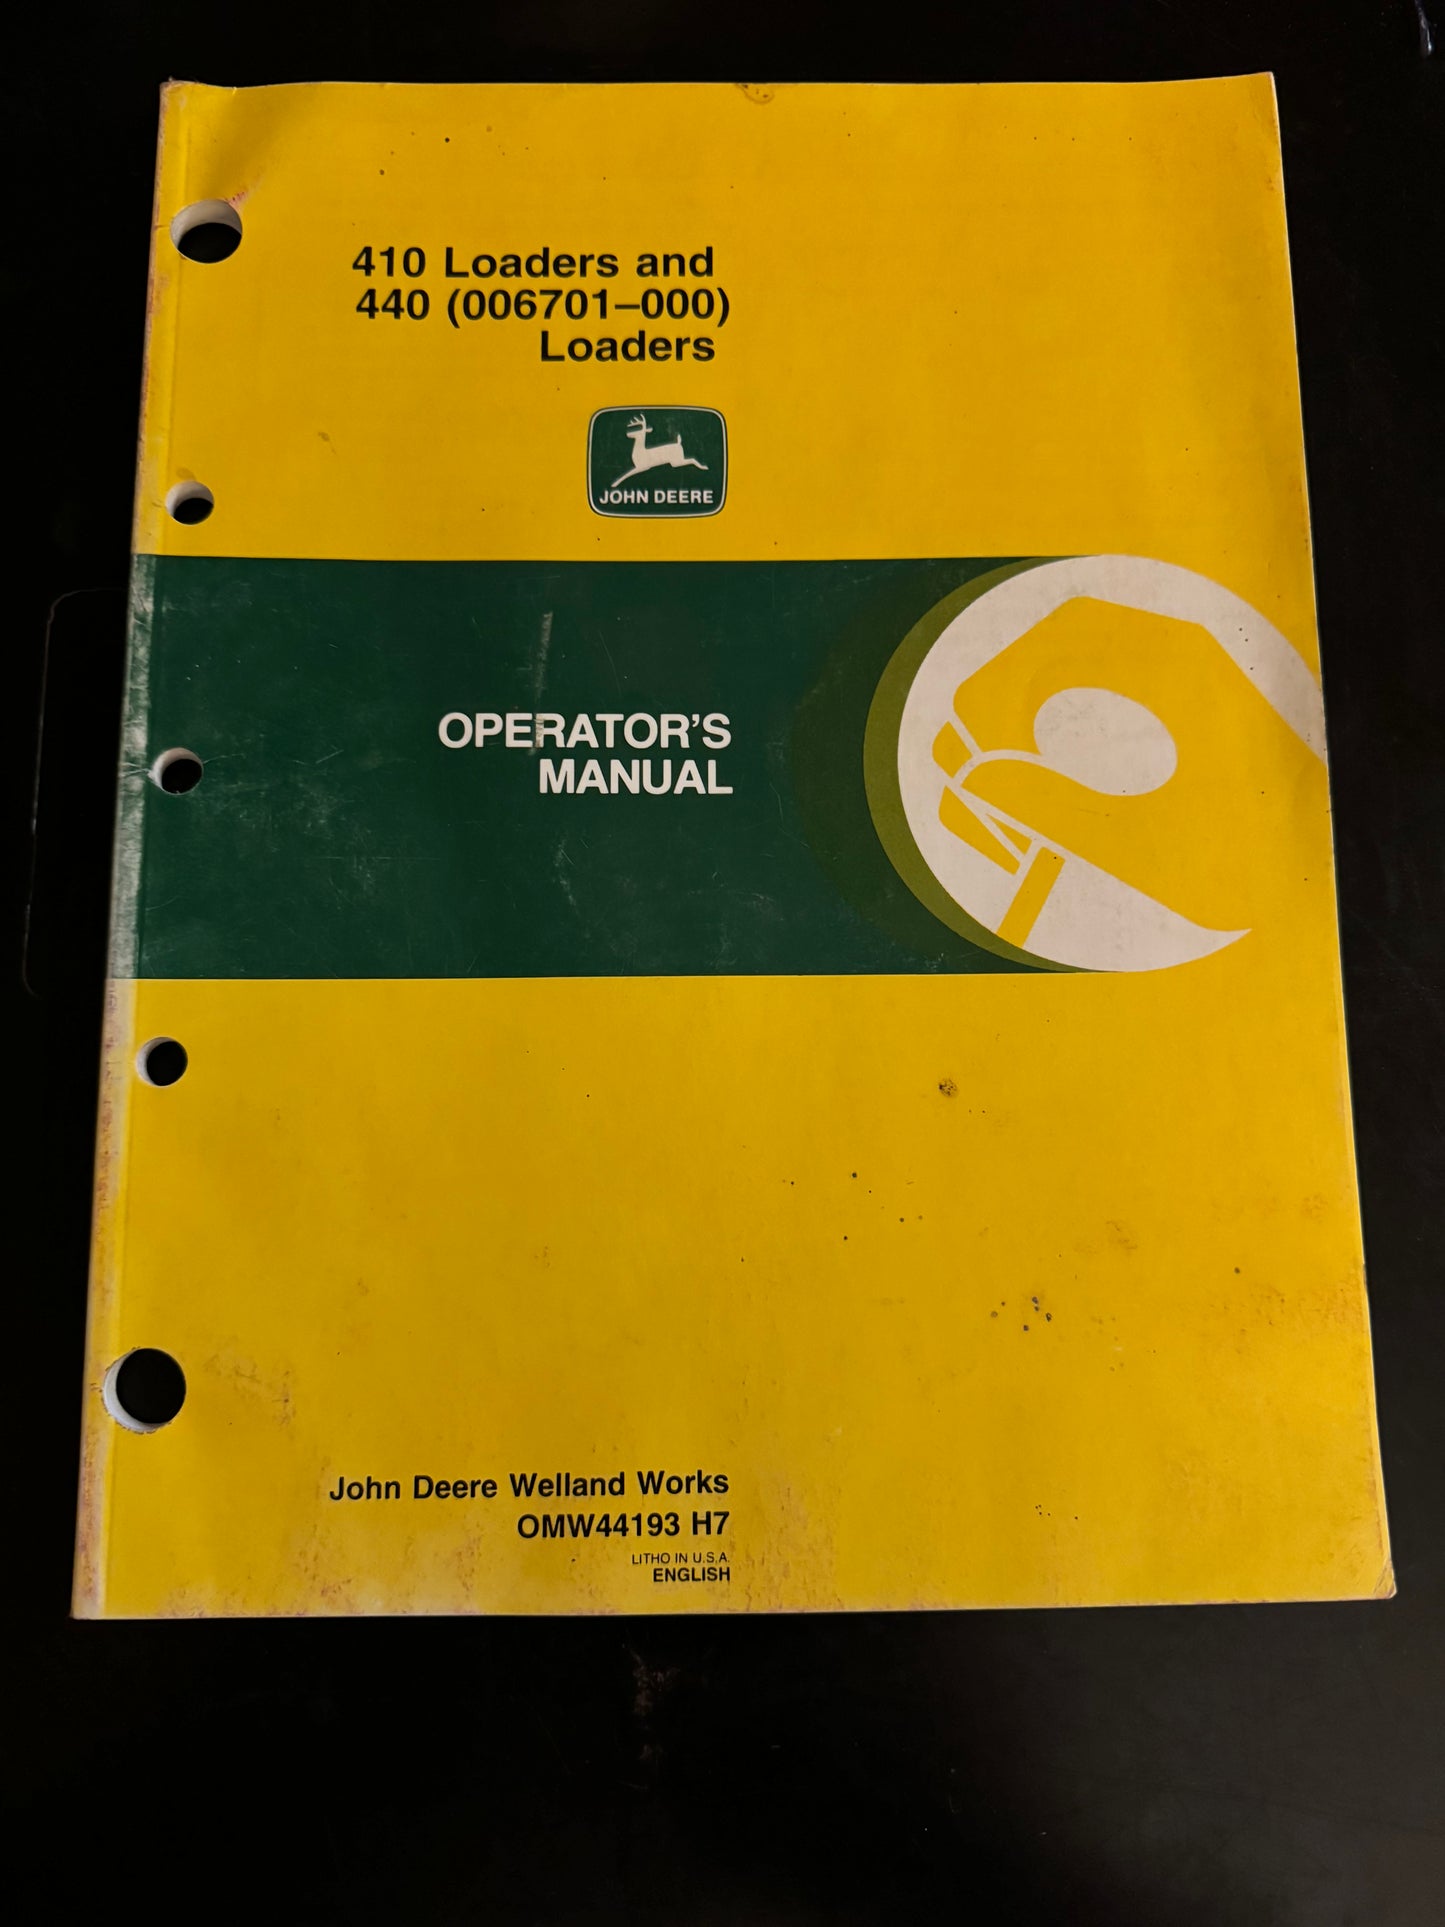 410 Loaders and
440 (006701–000)
Loaders
JOHN DEERE
OPERATOR’S
MANUAL
John Deere Welland Works
OMW44193 H7
LITHO IN U.S.A.
ENGLISH